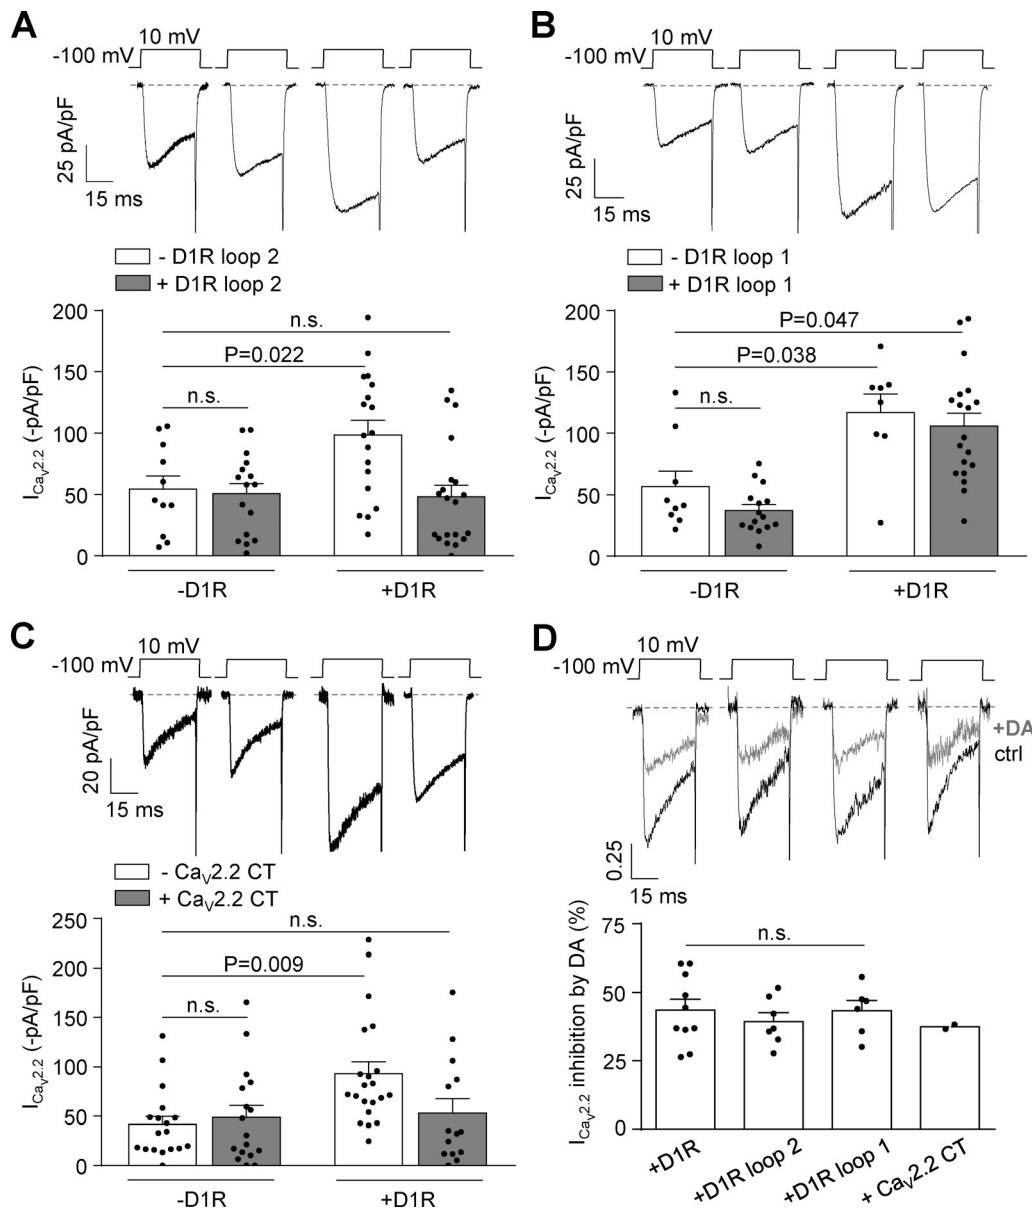 A
10 mV
-100 mV
25 pA/pF
15 ms
- D1R loop 2
+ D1R loop 2
200
150
100
50
0
I_CaV2.2 (-pA/pF)
n.s.
P=0.022
n.s.
-D1R
+D1R
B
10 mV
-100 mV
25 pA/pF
15 ms
- D1R loop 1
+ D1R loop 1
200
150
100
50
0
I_CaV2.2 (-pA/pF)
P=0.047
P=0.038
n.s.
-D1R
+D1R
C
10 mV
-100 mV
20 pA/pF
15 ms
- CaV2.2 CT
+ CaV2.2 CT
250
200
150
100
50
0
I_CaV2.2 (-pA/pF)
n.s.
P=0.009
n.s.
-D1R
+D1R
D
10 mV
-100 mV
+DA
ctrl
0.25
15 ms
75
50
25
0
I_CaV2.2 inhibition by DA (%)
n.s.
+D1R
+D1R loop 2
+D1R loop 1
+ CaV2.2 CT